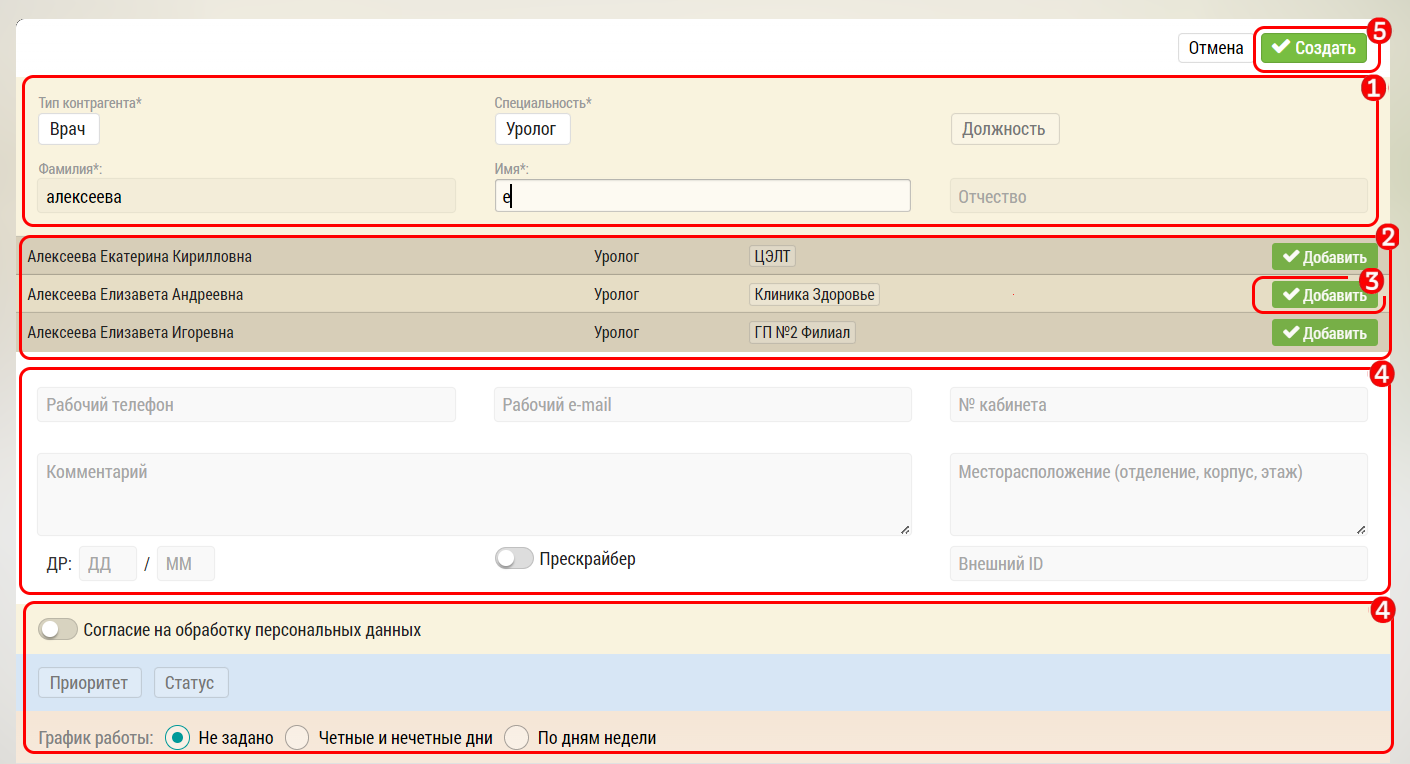 Отмена Создать 5
1
Тип контрагента* Специальность*
Врач Уролог Должность
Фамилия*: Имя*:
алексеева е Отчество
2
Алексеева Екатерина Кирилловна Уролог ЦЭЛТ Добавить
3
Алексеева Елизавета Андреевна Уролог Клиника Здоровье Добавить
Алексеева Елизавета Игоревна Уролог ГП №2 Филиал Добавить
4
Рабочий телефон Рабочий e-mail № кабинета
Комментарий Месторасположение (отделение, корпус, этаж)
ДР: ДД / ММ Прескрайбер Внешний ID
4
Согласие на обработку персональных данных
Приоритет Статус
График работы: Не задано Четные и нечетные дни По дням недели